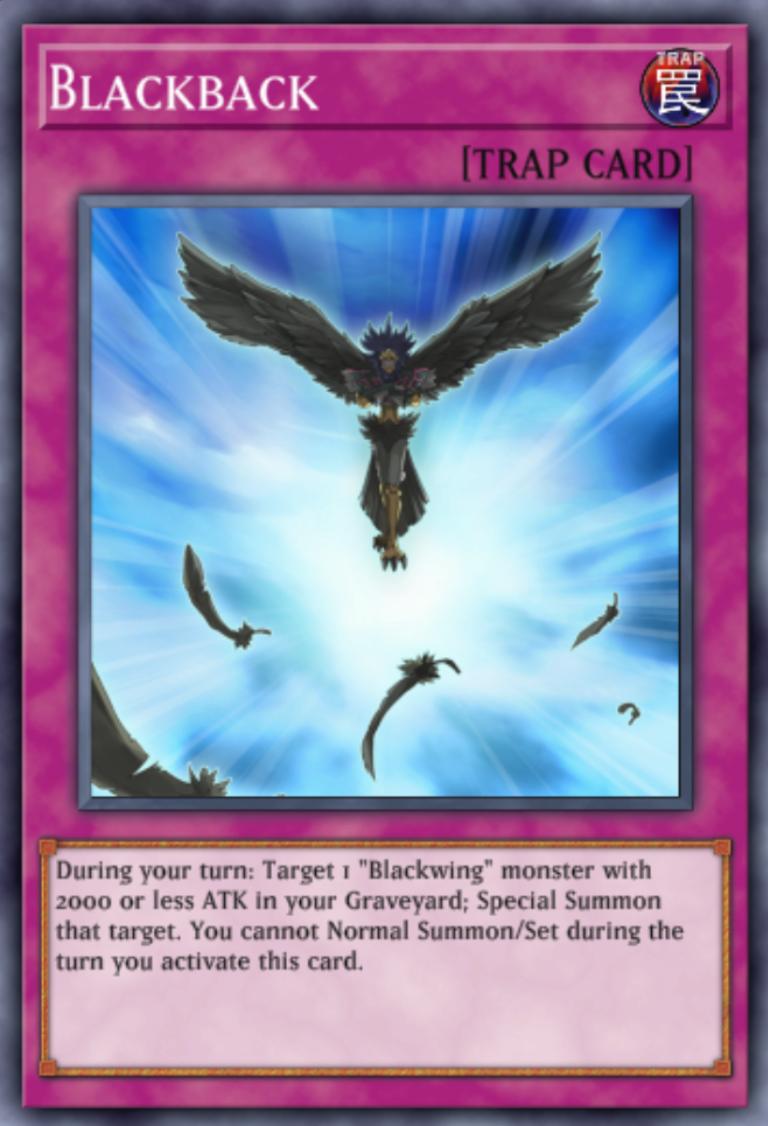 Blackback
TRAP
罠
[TRAP CARD]
During your turn: Target 1 "Blackwing" monster with
2000 or less ATK in your Graveyard; Special Summon
that target. You cannot Normal Summon/Set during the
turn you activate this card.